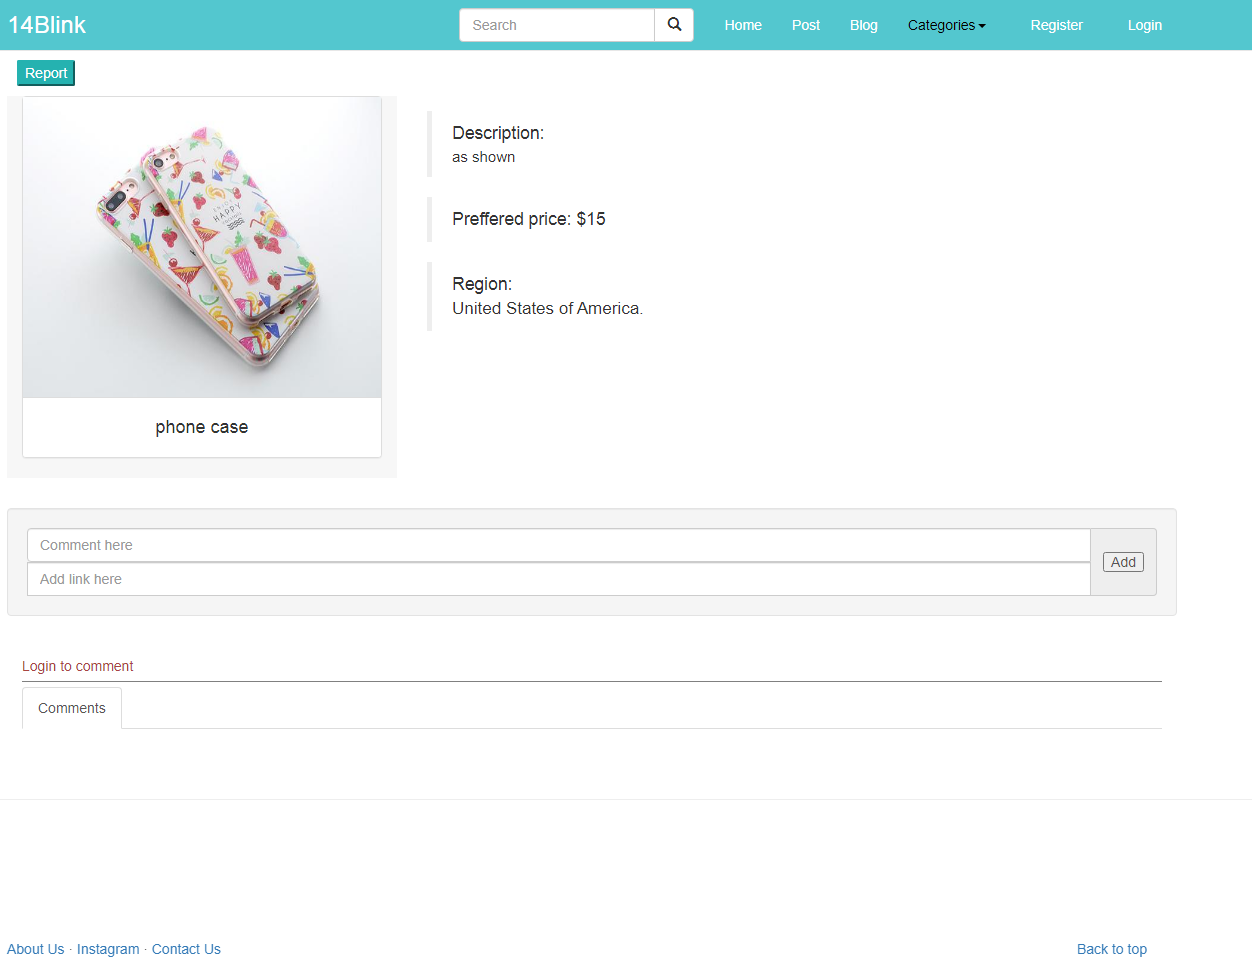 14Blink
Search
Home
Post
Blog
Categories
Register
Login
Report
ENJOY
HAPPY
phone case
Description:
as shown
Preffered price: $15
Region:
United States of America.
Comment here
Add link here
Add
Login to comment
Comments
About Us · Instagram · Contact Us
Back to top